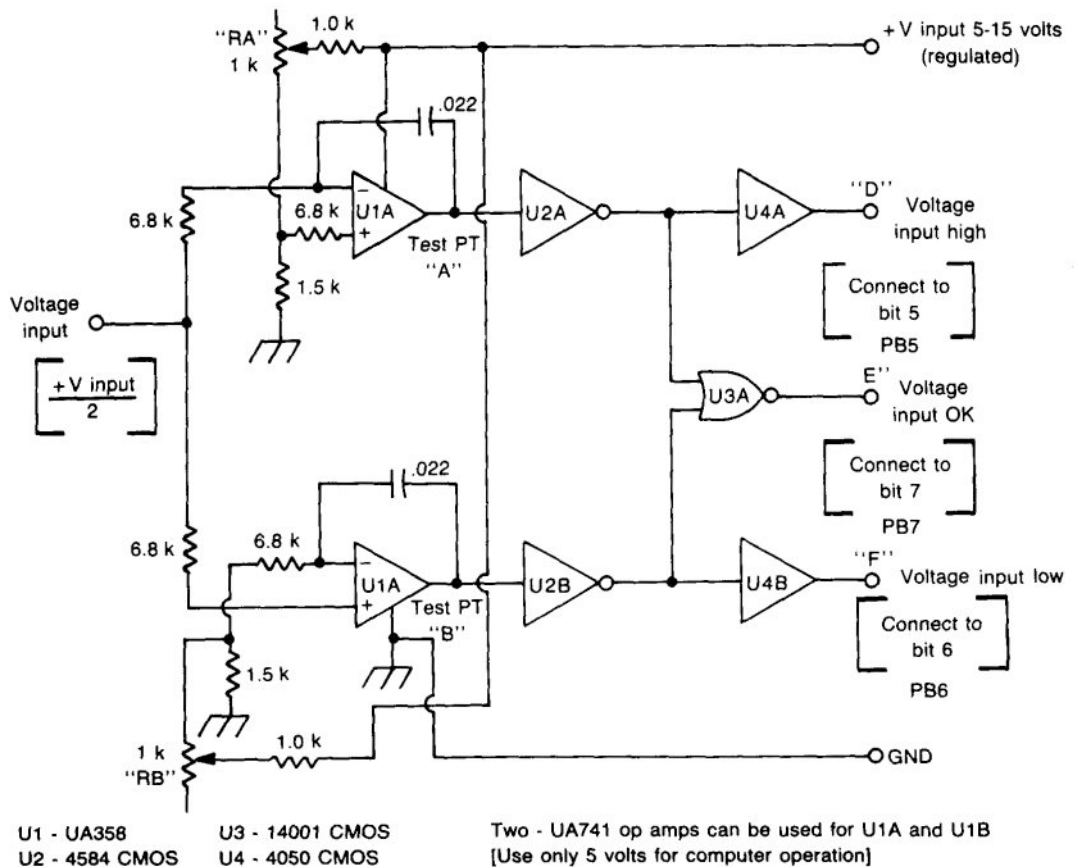 "RA"
1 k
1.0 k
+V input 5-15 volts
(regulated)
.022
6.8 k
−
U1A
6.8 k
+
Test PT
"A"
1.5 k
U2A
U4A
"D"
Voltage
input high
Connect to
bit 5
PB5
Voltage
input
+V input
2
U3A
E"
Voltage
input OK
Connect to
bit 7
PB7
.022
6.8 k
6.8 k
−
U1A
+
Test PT
"B"
U2B
U4B
"F"
Voltage input low
Connect to
bit 6
PB6
1.5 k
1 k
"RB"
1.0 k
GND
U1 - UA358
U2 - 4584 CMOS
U3 - 14001 CMOS
U4 - 4050 CMOS
Two - UA741 op amps can be used for U1A and U1B
[Use only 5 volts for computer operation]